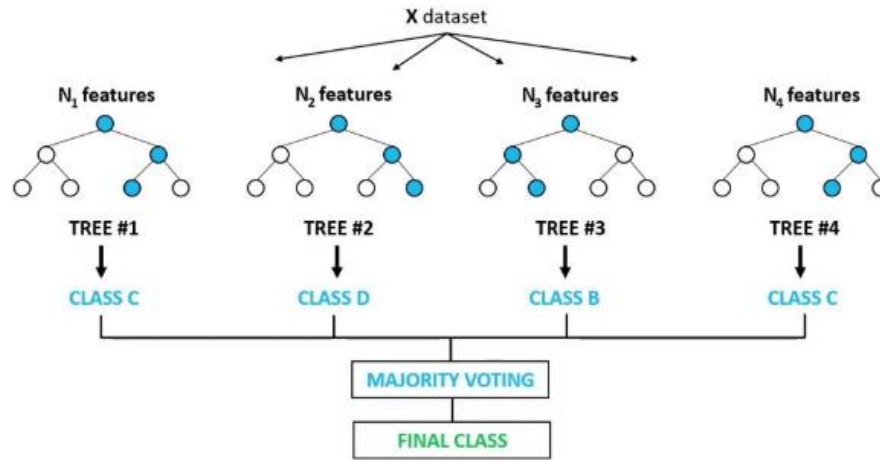 X dataset
N₁ features
N₂ features
N₃ features
N₄ features
TREE #1
TREE #2
TREE #3
TREE #4
CLASS C
CLASS D
CLASS B
CLASS C
MAJORITY VOTING
FINAL CLASS